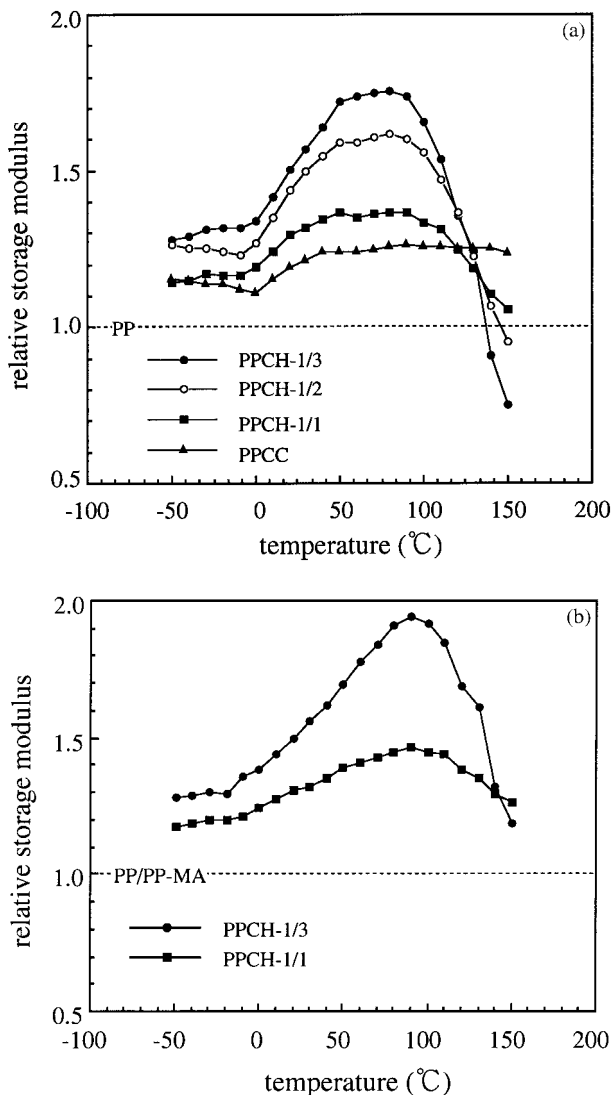 (a)
2.0
1.5
1.0
0.5
relative storage modulus
PP
PPCH-1/3
PPCH-1/2
PPCH-1/1
PPCC
-100 -50 0 50 100 150 200
temperature (℃)
(b)
2.0
1.5
1.0
0.5
relative storage modulus
PP/PP-MA
PPCH-1/3
PPCH-1/1
-100 -50 0 50 100 150 200
temperature (℃)